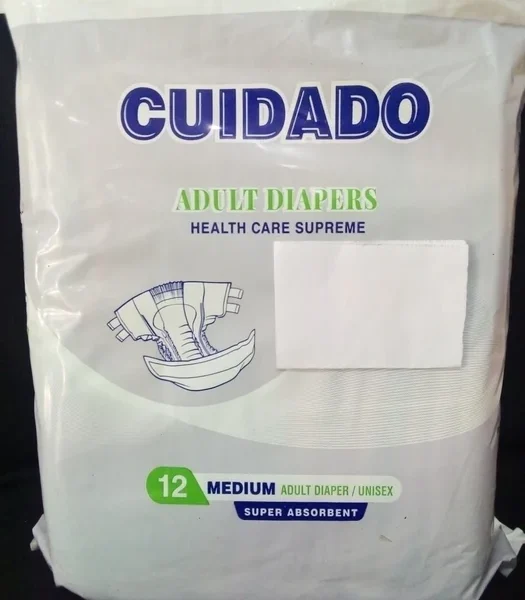 CUIDADO
ADULT DIAPERS
HEALTH CARE SUPREME
12 MEDIUM ADULT DIAPER / UNISEX
SUPER ABSORBENT